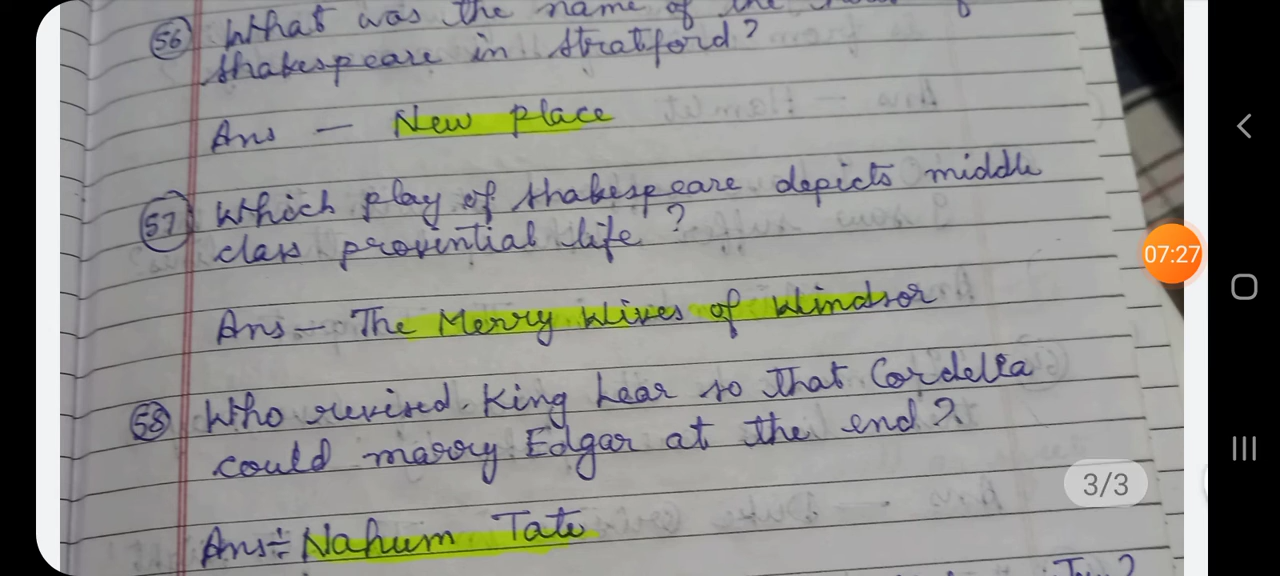 56 What was the name of the
Shakespeare in Stratford?
Ans - New Place
57 Which play of Shakespeare depicts middle
class provintial life ?
Ans - The Merry Wives of Windsor
58 Who revised King Lear so that Cordelia
could marry Edgar at the end ?
Ans ÷ Nahum Tate
07:27
3/3